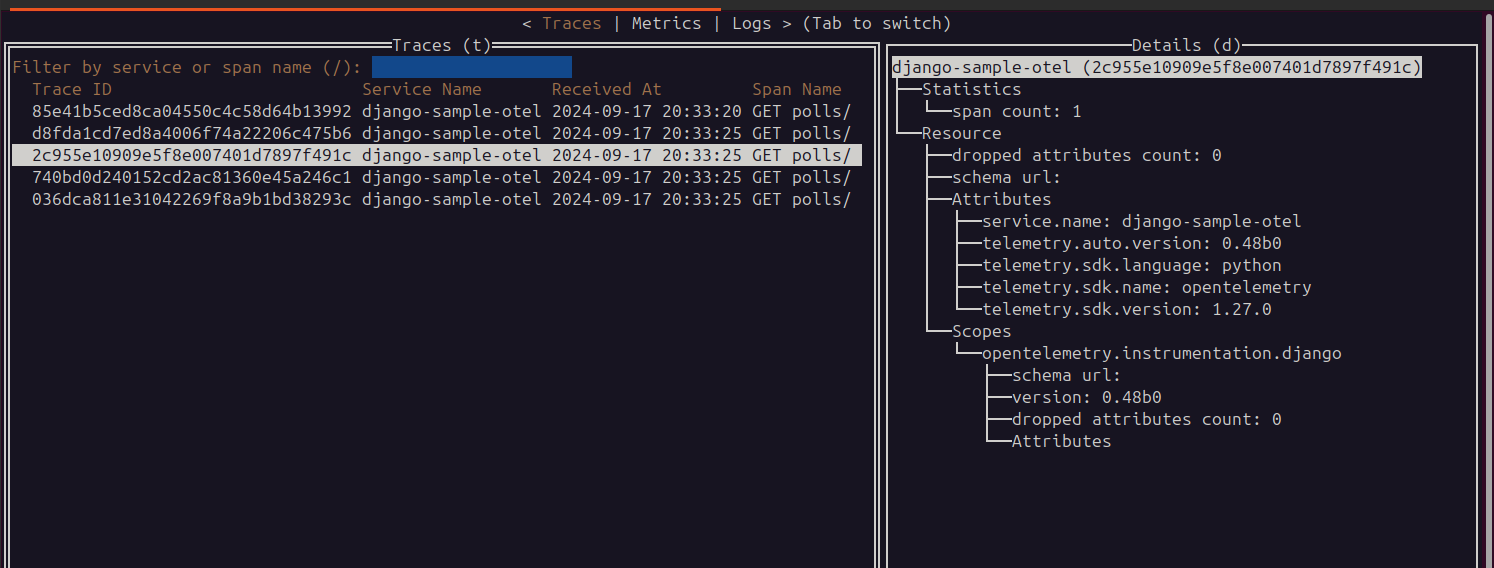 < Traces | Metrics | Logs > (Tab to switch)
Traces (t)
Filter by service or span name (/):
Trace ID Service Name Received At Span Name
85e41b5ced8ca04550c4c58d64b13992 django-sample-otel 2024-09-17 20:33:20 GET polls/
d8fda1cd7ed8a4006f74a22206c475b6 django-sample-otel 2024-09-17 20:33:25 GET polls/
2c955e10909e5f8e007401d7897f491c django-sample-otel 2024-09-17 20:33:25 GET polls/
740bd0d240152cd2ac81360e45a246c1 django-sample-otel 2024-09-17 20:33:25 GET polls/
036dca811e31042269f8a9b1bd38293c django-sample-otel 2024-09-17 20:33:25 GET polls/
Details (d)
django-sample-otel (2c955e10909e5f8e007401d7897f491c)
Statistics
span count: 1
Resource
dropped attributes count: 0
schema url:
Attributes
service.name: django-sample-otel
telemetry.auto.version: 0.48b0
telemetry.sdk.language: python
telemetry.sdk.name: opentelemetry
telemetry.sdk.version: 1.27.0
Scopes
opentelemetry.instrumentation.django
schema url:
version: 0.48b0
dropped attributes count: 0
Attributes